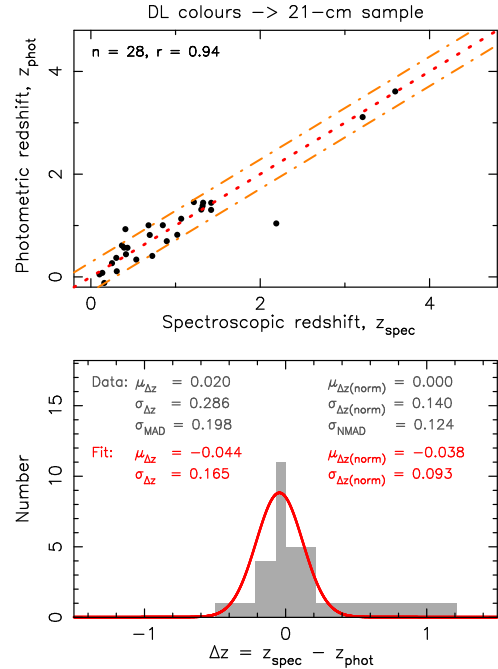 DL colours -> 21-cm sample
n = 28, r = 0.94
Photometric redshift, z_phot
4
2
0
0 2 4
Spectroscopic redshift, z_spec
Data: μ_Δz = 0.020 μ_Δz(norm) = 0.000
σ_Δz = 0.286 σ_Δz(norm) = 0.140
σ_MAD = 0.198 σ_NMAD = 0.124
Fit: μ_Δz = −0.044 μ_Δz(norm) = −0.038
σ_Δz = 0.165 σ_Δz(norm) = 0.093
Number
15
10
5
0
−1 0 1
Δz = z_spec − z_phot